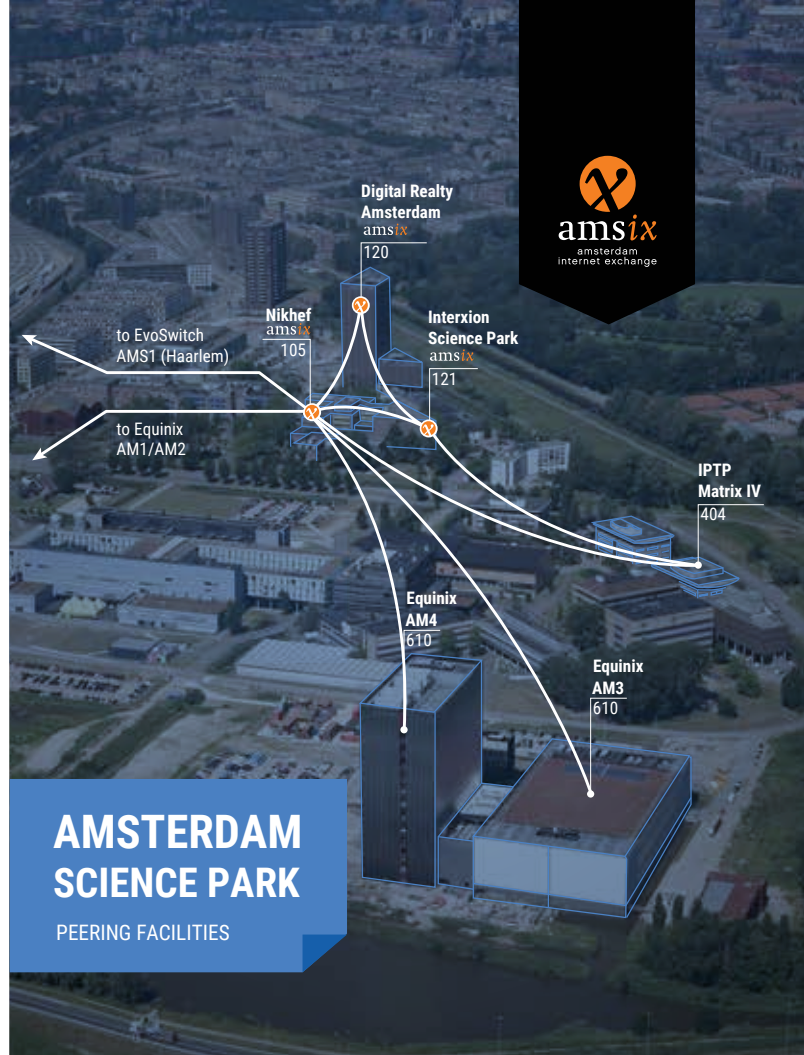 amsix
amsterdam
internet exchange
Digital Realty
Amsterdam
amsix
120
Nikhef
amsix
105
Interxion
Science Park
amsix
121
to EvoSwitch
AMS1 (Haarlem)
to Equinix
AM1/AM2
IPTP
Matrix IV
404
Equinix
AM4
610
Equinix
AM3
610
AMSTERDAM
SCIENCE PARK
PEERING FACILITIES